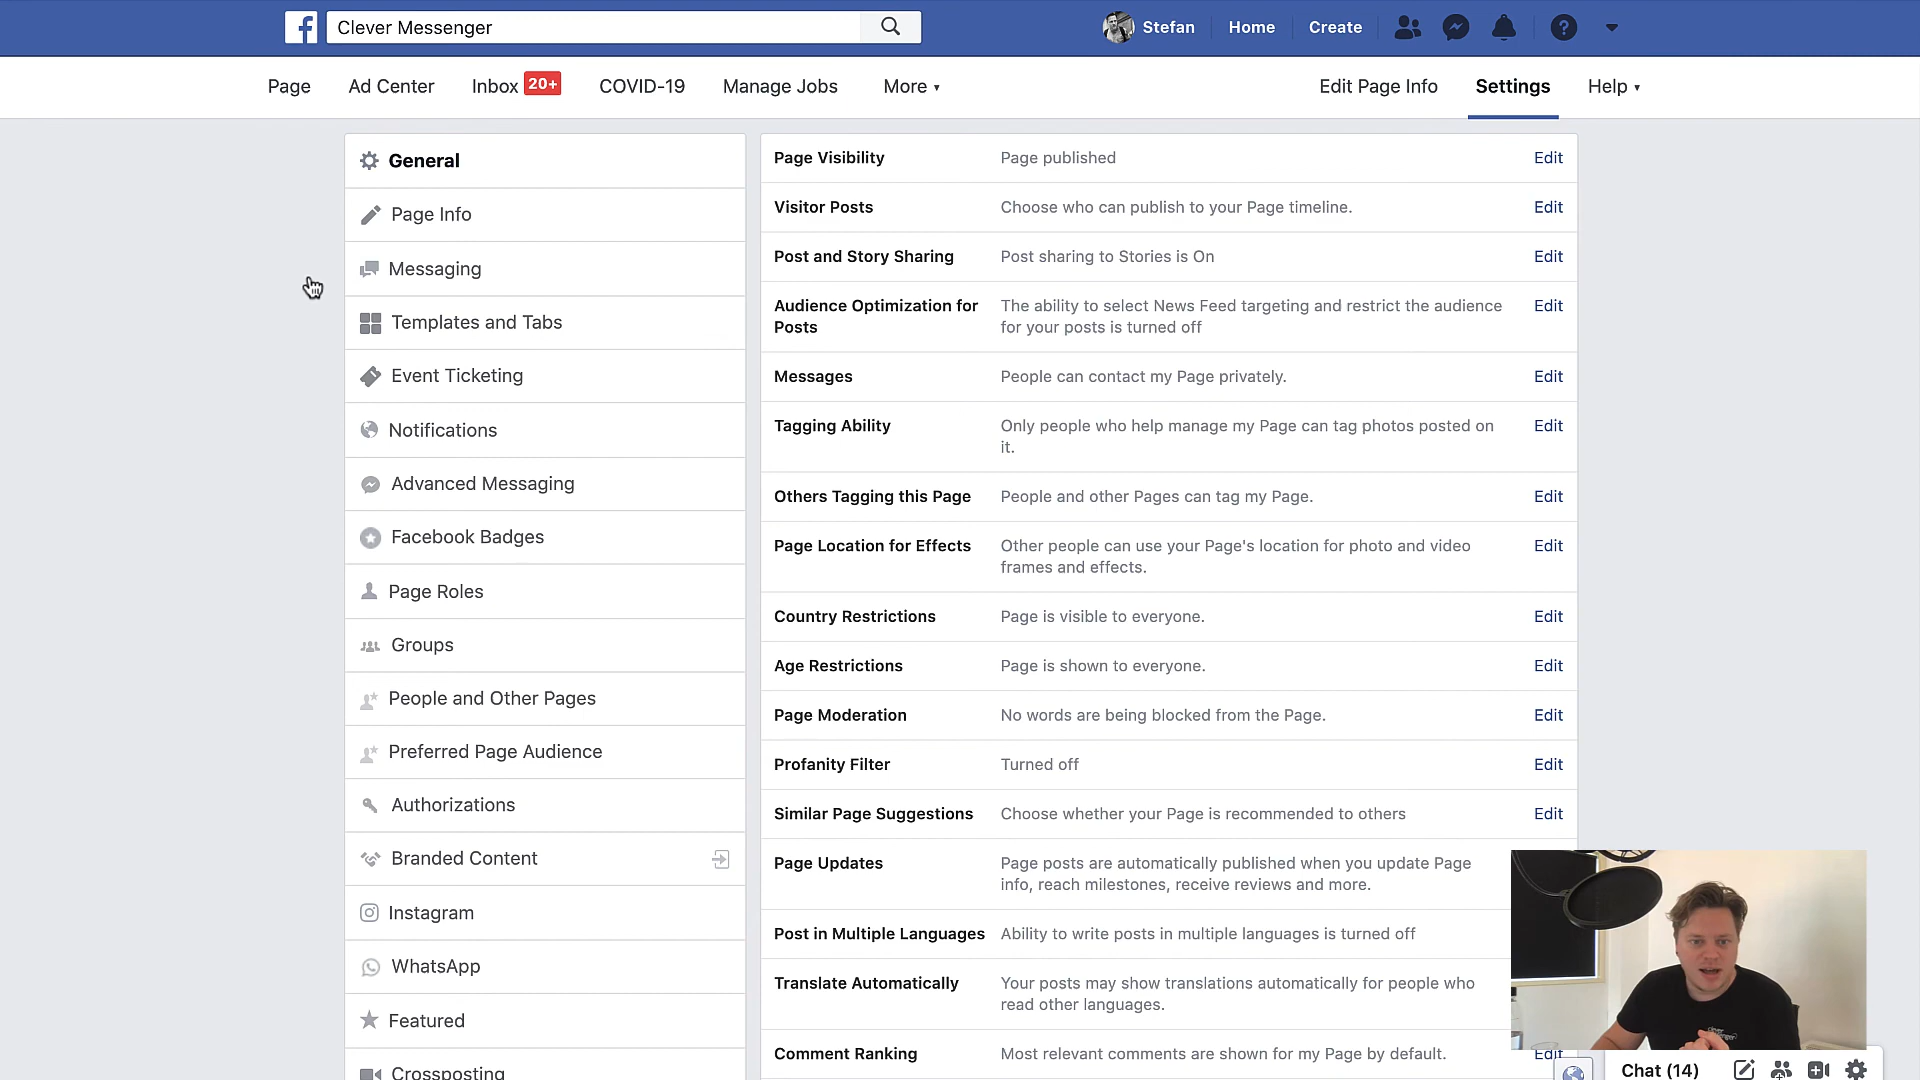 Clever Messenger
Stefan
Home
Create
Page
Ad Center
Inbox 20+
COVID-19
Manage Jobs
More
Edit Page Info
Settings
Help
General
Page Info
Messaging
Templates and Tabs
Event Ticketing
Notifications
Advanced Messaging
Facebook Badges
Page Roles
Groups
People and Other Pages
Preferred Page Audience
Authorizations
Branded Content
Instagram
WhatsApp
Featured
Crossposting
Page Visibility Page published Edit
Visitor Posts Choose who can publish to your Page timeline. Edit
Post and Story Sharing Post sharing to Stories is On Edit
Audience Optimization for The ability to select News Feed targeting and restrict the audience Edit
Posts for your posts is turned off
Messages People can contact my Page privately. Edit
Tagging Ability Only people who help manage my Page can tag photos posted on Edit
it.
Others Tagging this Page People and other Pages can tag my Page. Edit
Page Location for Effects Other people can use your Page's location for photo and video Edit
frames and effects.
Country Restrictions Page is visible to everyone. Edit
Age Restrictions Page is shown to everyone. Edit
Page Moderation No words are being blocked from the Page. Edit
Profanity Filter Turned off Edit
Similar Page Suggestions Choose whether your Page is recommended to others Edit
Page Updates Page posts are automatically published when you update Page
info, reach milestones, receive reviews and more.
Post in Multiple Languages Ability to write posts in multiple languages is turned off
Translate Automatically Your posts may show translations automatically for people who
read other languages.
Comment Ranking Most relevant comments are shown for my Page by default. Edit
Chat (14)